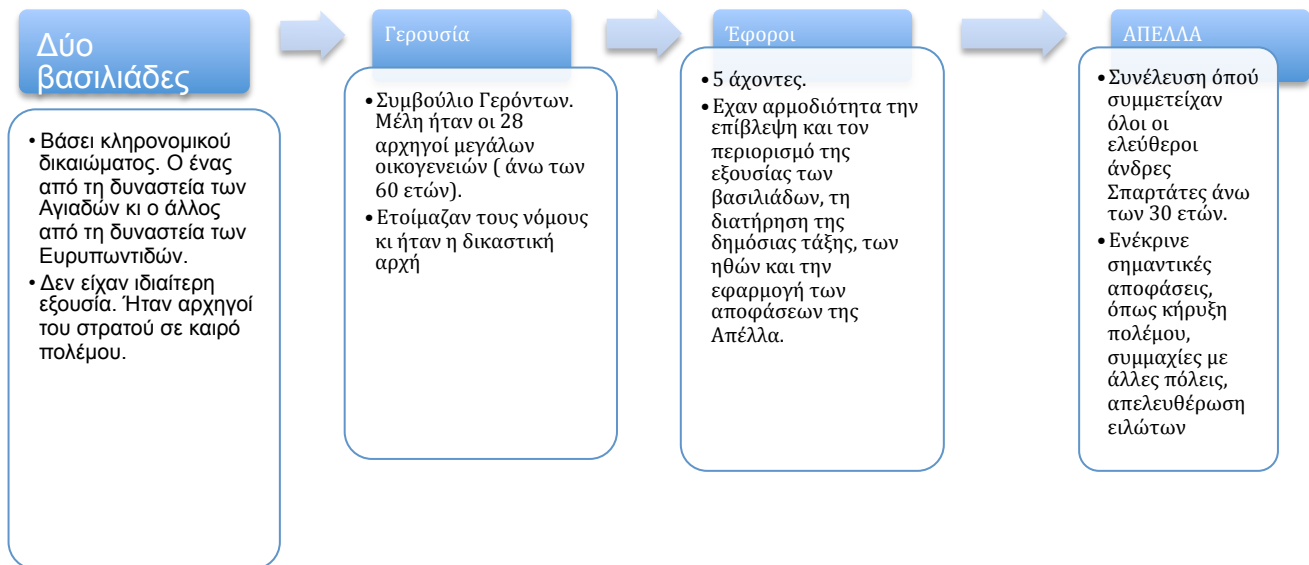 Δύο
βασιλιάδες
• Βάσει κληρονομικού
δικαιώματος. Ο ένας
από τη δυναστεία των
Αγιαδών κι ο άλλος
από τη δυναστεία των
Ευρυπωντιδών.
• Δεν είχαν ιδιαίτερη
εξουσία. Ήταν αρχηγοί
του στρατού σε καιρό
πολέμου.
Γερουσία
• Συμβούλιο Γερόντων.
Μέλη ήταν οι 28
αρχηγοί μεγάλων
οικογενειών ( άνω των
60 ετών).
• Ετοίμαζαν τους νόμους
κι ήταν η δικαστική
αρχή
Έφοροι
• 5 άχοντες.
• Εχαν αρμοδιότητα την
επίβλεψη και τον
περιορισμό της
εξουσίας των
βασιλιάδων, τη
διατήρηση της
δημόσιας τάξης, των
ηθών και την
εφαρμογή των
αποφάσεων της
Απέλλα.
ΑΠΕΛΛΑ
• Συνέλευση όπού
συμμετείχαν
όλοι οι
ελεύθεροι
άνδρες
Σπαρτάτες άνω
των 30 ετών.
• Ενέκρινε
σημαντικές
αποφάσεις,
όπως κήρυξη
πολέμου,
συμμαχίες με
άλλες πόλεις,
απελευθέρωση
ειλώτων